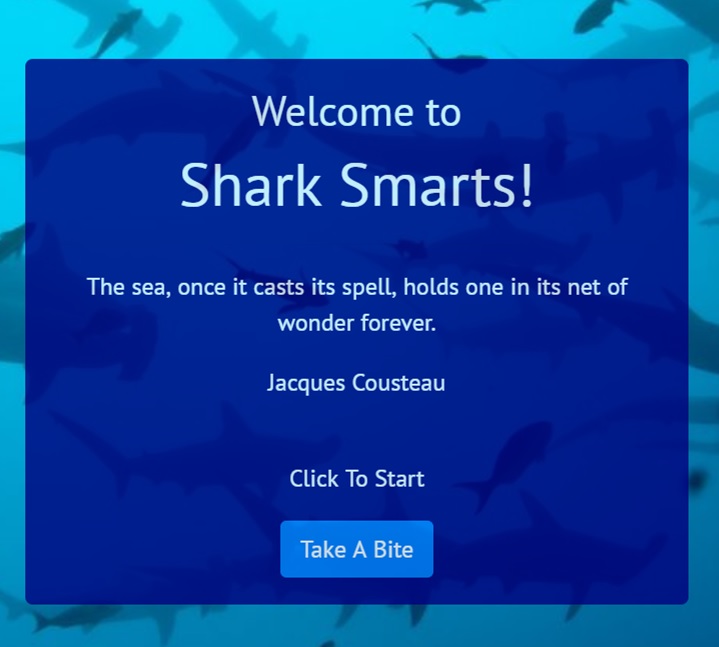 Welcome to
Shark Smarts!
The sea, once it casts its spell, holds one in its net of
wonder forever.
Jacques Cousteau
Click To Start
Take A Bite